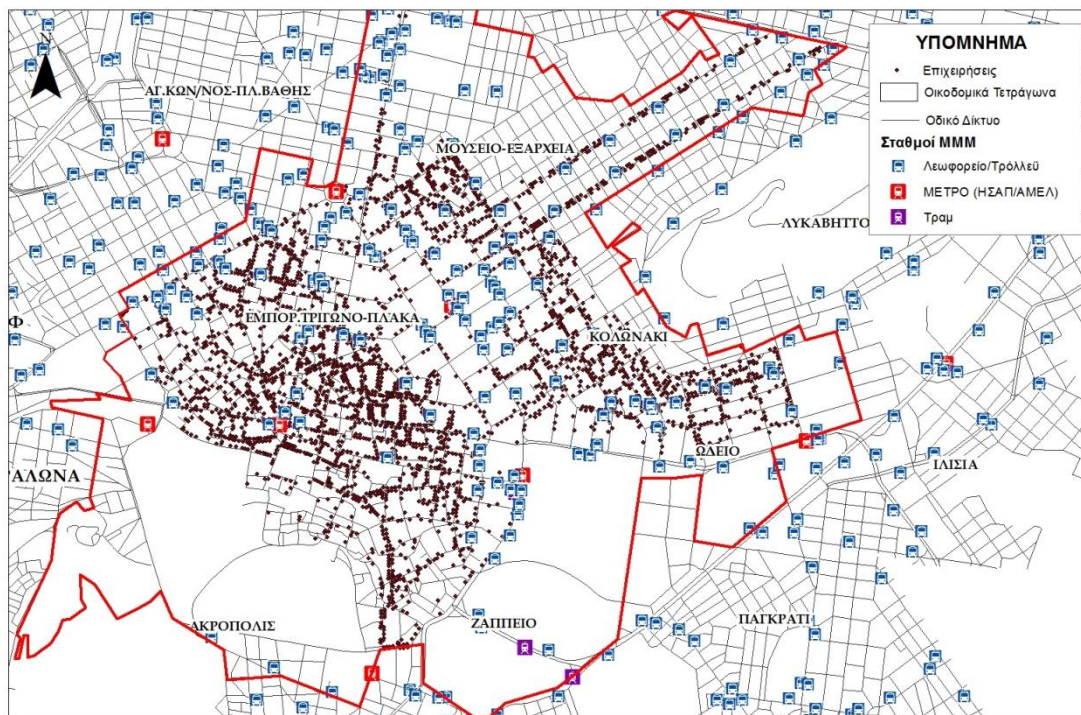 ΥΠΟΜΝΗΜΑ
Επιχειρήσεις
Οικοδομικά Τετράγωνα
Οδικό Δίκτυο
Σταθμοί ΜΜΜ
Λεωφορείο/Τρόλλεϋ
ΜΕΤΡΟ (ΗΣΑΠ/ΑΜΕΛ)
Τραμ
N
ΑΓ.ΚΩΝ/ΝΟΣ-ΠΛ.ΒΑΘΗΣ
ΜΟΥΣΕΙΟ-ΕΞΑΡΧΕΙΑ
ΛΥΚΑΒΗΤΤΟ
Φ
ΕΜΠΟΡ.ΤΡΙΓΩΝΟ-ΠΛΑΚΑ
ΚΟΛΩΝΑΚΙ
ΩΔΕΙΟ
ΙΛΙΣΙΑ
ΡΑΛΩΝΑ
ΑΚΡΟΠΟΛΙΣ
ΖΑΠΠΕΙΟ
ΠΑΓΚΡΑΤΙ